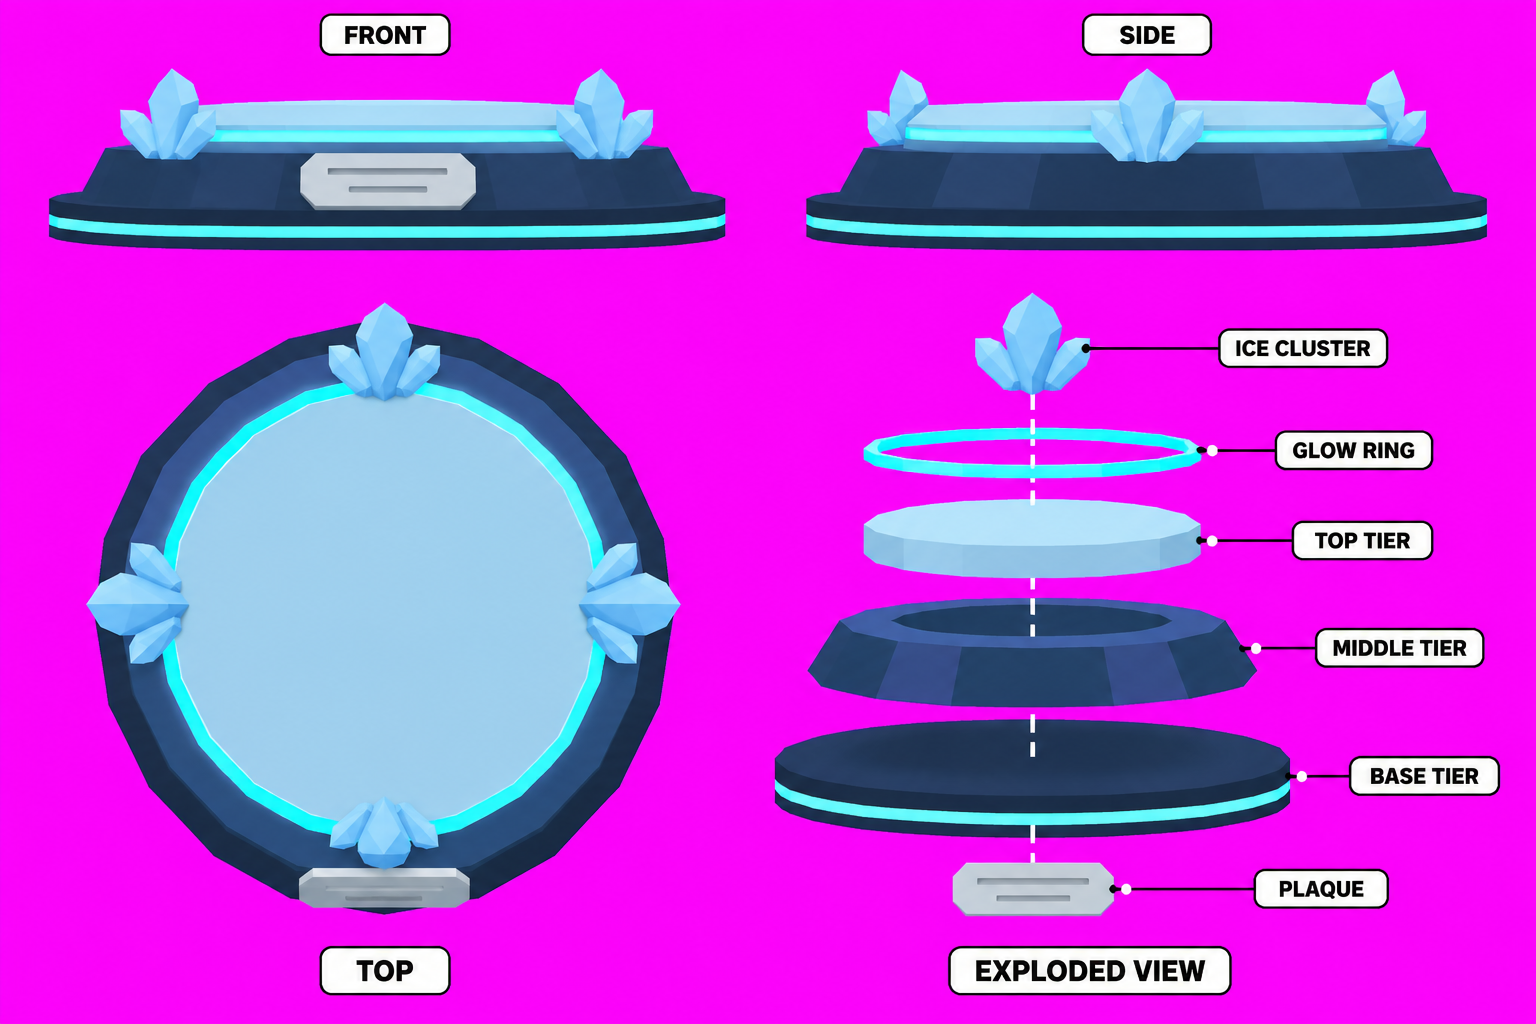 FRONT
SIDE
ICE CLUSTER
GLOW RING
TOP TIER
MIDDLE TIER
BASE TIER
PLAQUE
TOP
EXPLODED VIEW